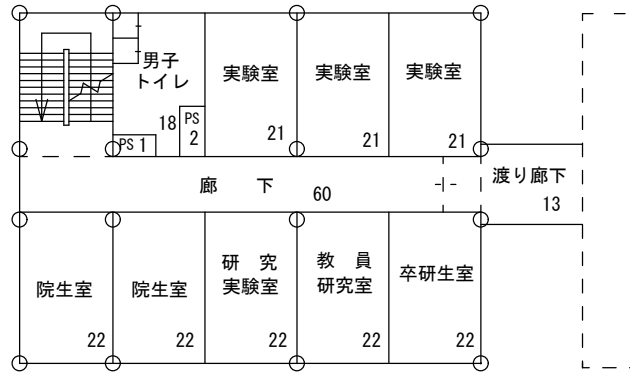 男子
トイレ
18
PS 1
PS
2
実験室
21
実験室
21
実験室
21
廊　下
60
渡り廊下
13
院生室
22
院生室
22
研　究
実験室
22
教　員
研究室
22
卒研生室
22